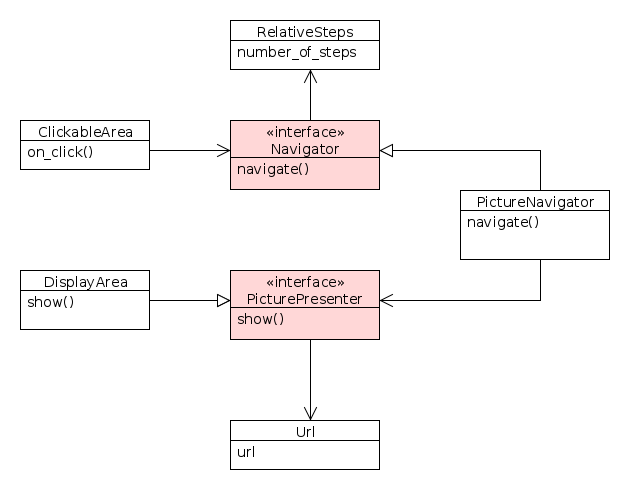 RelativeSteps
number_of_steps
ClickableArea
on_click()
«interface»
Navigator
navigate()
PictureNavigator
navigate()
DisplayArea
show()
«interface»
PicturePresenter
show()
Url
url